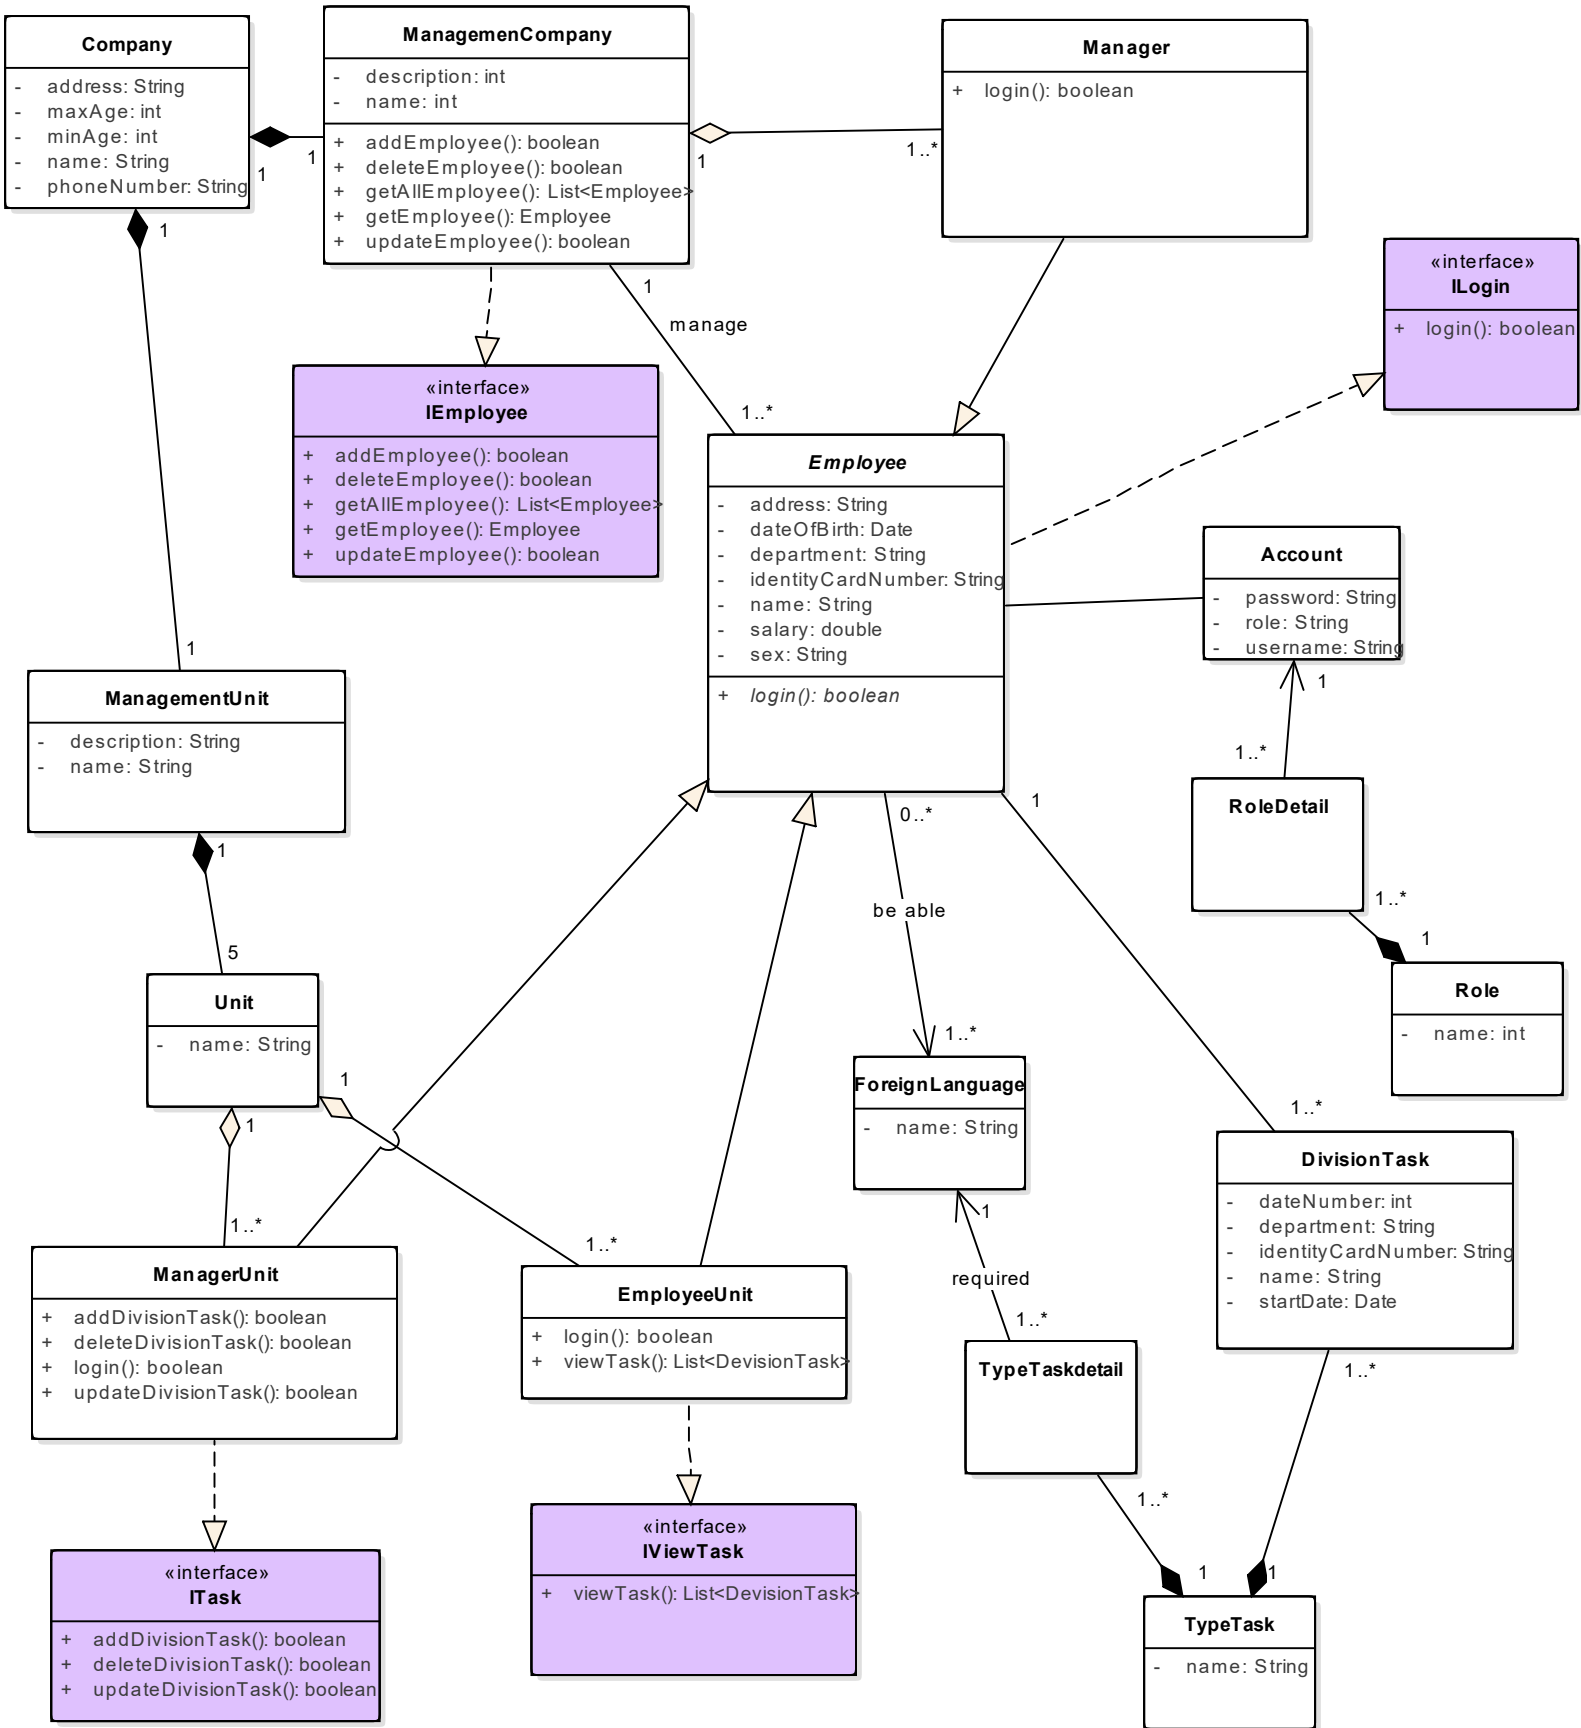 Company
- address: String
- maxAge: int
- minAge: int
- name: String
- phoneNumber: String
1
1
1
ManagemenCompany
- description: int
- name: int
+ addEmployee(): boolean
+ deleteEmployee(): boolean
+ getAllEmployee(): List<Employee>
+ getEmployee(): Employee
+ updateEmployee(): boolean
1
1..*
Manager
+ login(): boolean
1
manage
1..*
«interface»
ILogin
+ login(): boolean
«interface»
IEmployee
+ addEmployee(): boolean
+ deleteEmployee(): boolean
+ getAllEmployee(): List<Employee>
+ getEmployee(): Employee
+ updateEmployee(): boolean
Employee
- address: String
- dateOfBirth: Date
- department: String
- identityCardNumber: String
- name: String
- salary: double
- sex: String
+ login(): boolean
Account
- password: String
- role: String
- username: String
1
1..*
1
ManagementUnit
- description: String
- name: String
1
5
RoleDetail
1..*
1
Role
- name: int
0..*
be able
1..*
1
1..*
Unit
- name: String
1
1
1..*
1..*
ForeignLanguage
- name: String
1
required
1..*
DivisionTask
- dateNumber: int
- department: String
- identityCardNumber: String
- name: String
- startDate: Date
1..*
ManagerUnit
+ addDivisionTask(): boolean
+ deleteDivisionTask(): boolean
+ login(): boolean
+ updateDivisionTask(): boolean
EmployeeUnit
+ login(): boolean
+ viewTask(): List<DevisionTask>
TypeTaskdetail
1..*
1
1
«interface»
ITask
+ addDivisionTask(): boolean
+ deleteDivisionTask(): boolean
+ updateDivisionTask(): boolean
«interface»
IViewTask
+ viewTask(): List<DevisionTask>
TypeTask
- name: String